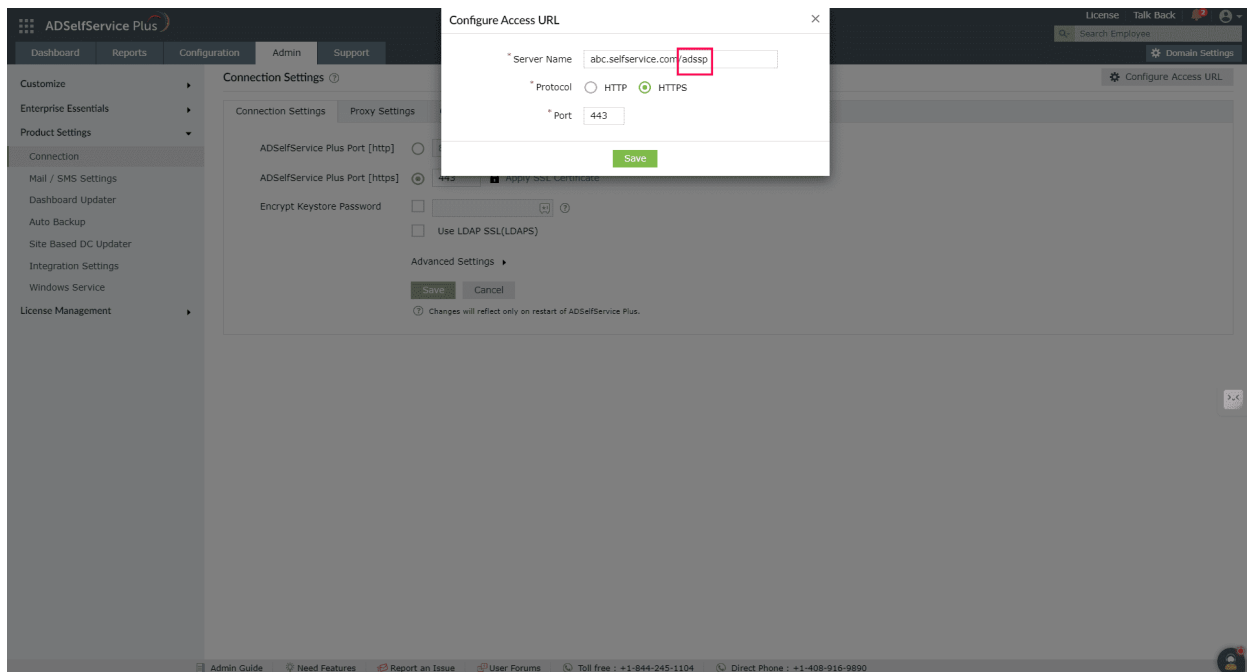 ADSelfService Plus
License Talk Back 2
Search Employee
Dashboard Reports Configuration Admin Support
Domain Settings
Configure Access URL
* Server Name abc.selfservice.com/adssp
* Protocol HTTP HTTPS
* Port 443
Save
Customize
Enterprise Essentials
Product Settings
Connection
Mail / SMS Settings
Dashboard Updater
Auto Backup
Site Based DC Updater
Integration Settings
Windows Service
License Management
Connection Settings
Configure Access URL
Connection Settings Proxy Settings
ADSelfService Plus Port [http]
ADSelfService Plus Port [https] 443 Apply SSL Certificate
Encrypt Keystore Password
Use LDAP SSL(LDAPS)
Advanced Settings
Save Cancel
Changes will reflect only on restart of ADSelfService Plus.
Admin Guide Need Features Report an Issue User Forums Toll free : +1-844-245-1104 Direct Phone : +1-408-916-9890